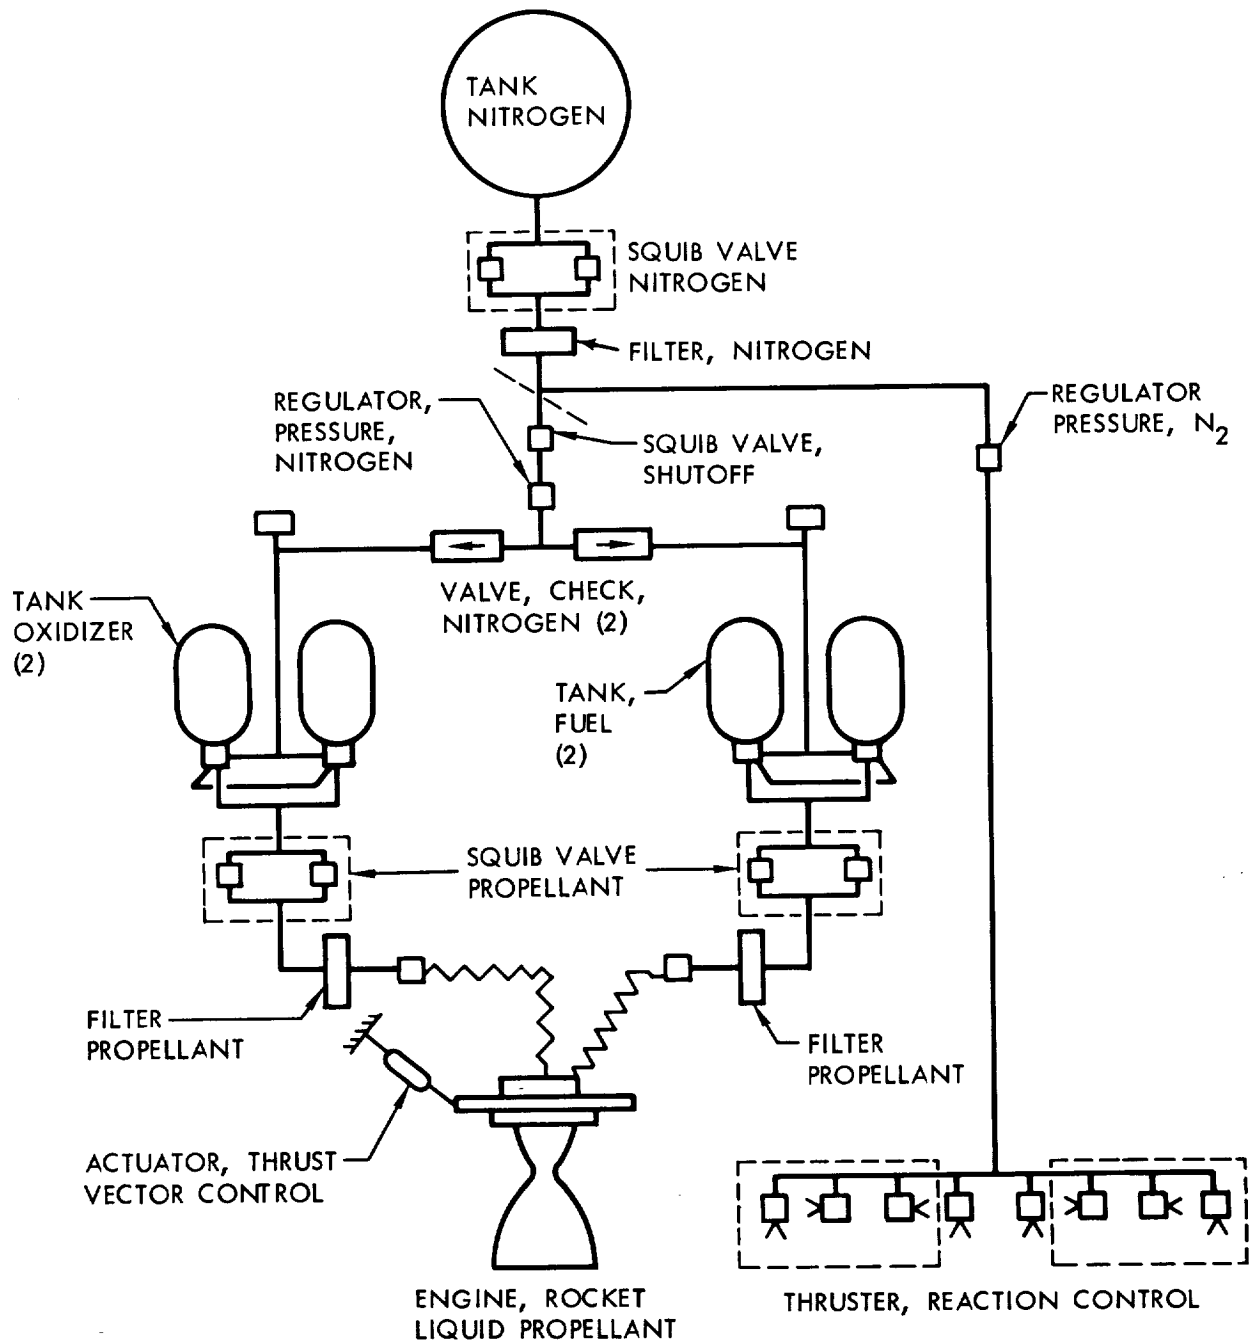 TANK
NITROGEN
SQUIB VALVE
NITROGEN
FILTER, NITROGEN
REGULATOR,
PRESSURE,
NITROGEN
SQUIB VALVE,
SHUTOFF
REGULATOR
PRESSURE, N2
VALVE, CHECK,
NITROGEN (2)
TANK
OXIDIZER
(2)
TANK,
FUEL
(2)
SQUIB VALVE
PROPELLANT
FILTER
PROPELLANT
FILTER
PROPELLANT
ACTUATOR, THRUST
VECTOR CONTROL
ENGINE, ROCKET
LIQUID PROPELLANT
THRUSTER, REACTION CONTROL